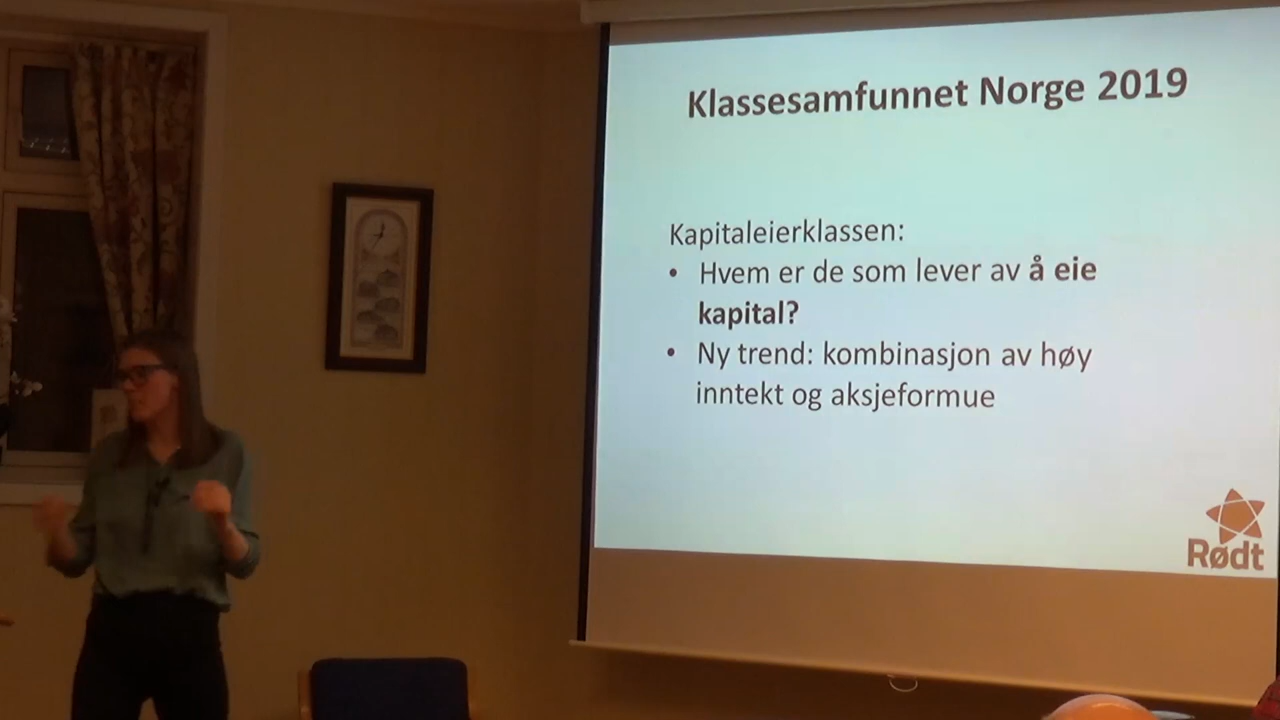 Klassesamfunnet Norge 2019
Kapitaleierklassen:
• Hvem er de som lever av å eie
kapital?
• Ny trend: kombinasjon av høy
inntekt og aksjeformue
Rødt